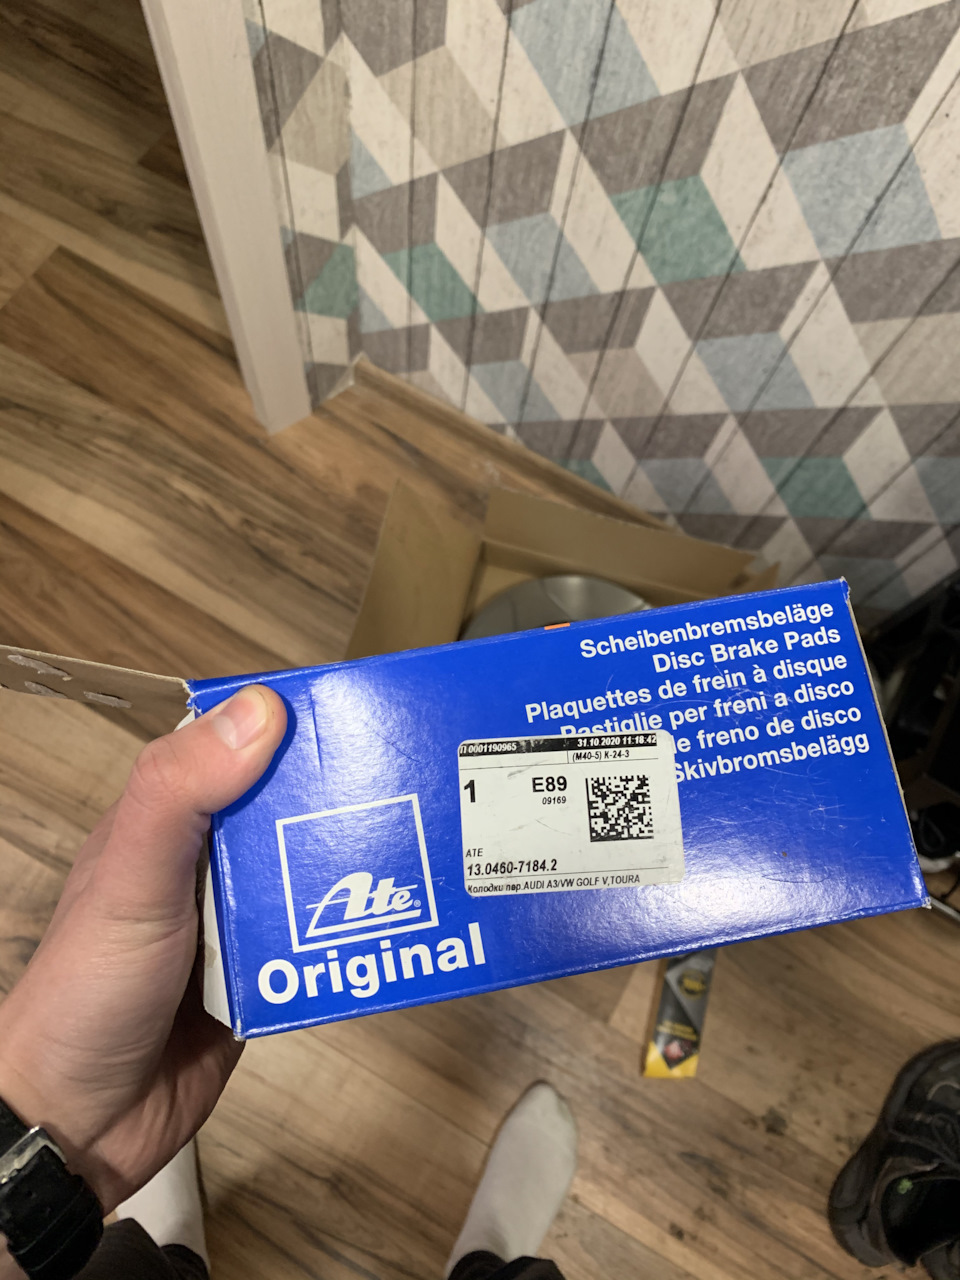 Scheibenbremsbeläge
Disc Brake Pads
Plaquettes de frein à disque
Pastiglie per freni a disco
e freno de disco
Skivbromsbelägg
П 0001190965 31.10.2020 11:18:42
(M40-5) K-24-3
1 E89
09169
ATE
13.0460-7184.2
Колодки пер.AUDI A3/VW GOLF V,TOURA
Ate®
Original